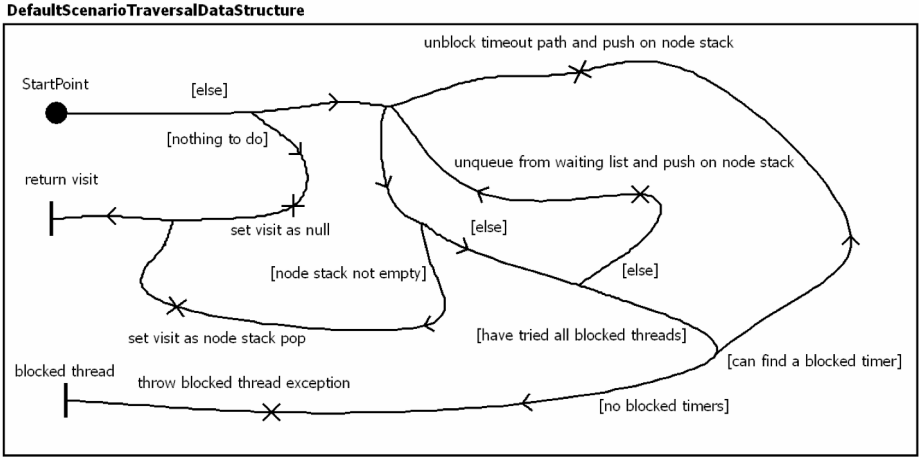 DefaultScenarioTraversalDataStructure
unblock timeout path and push on node stack
StartPoint
[else]
[nothing to do]
unqueue from waiting list and push on node stack
return visit
set visit as null
[else]
[node stack not empty]
[else]
set visit as node stack pop
[have tried all blocked threads]
[can find a blocked timer]
blocked thread
throw blocked thread exception
[no blocked timers]